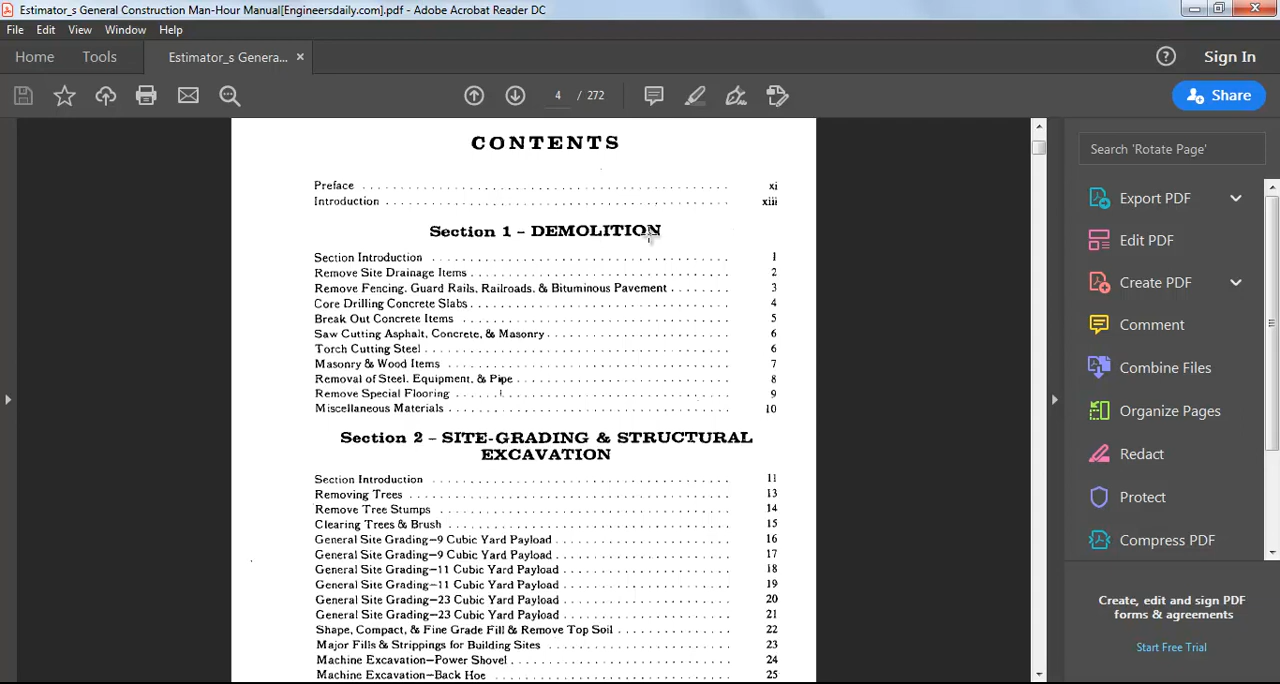 Estimator_s General Construction Man-Hour Manual[Engineersdaily.com].pdf - Adobe Acrobat Reader DC
File Edit View Window Help
Home Tools Estimator_s Genera... ×
? Sign In
4 / 272
Share
CONTENTS
Preface . . . . . . . . . . xi
Introduction . . . . . . . . . . xiii
Section 1 – DEMOLITION
Section Introduction . . . . . . . . . . 1
Remove Site Drainage Items . . . . . . . . . . 2
Remove Fencing, Guard Rails, Railroads, & Bituminous Pavement . . . . . . . 3
Core Drilling Concrete Slabs . . . . . . . . . . 4
Break Out Concrete Items . . . . . . . . . . 5
Saw Cutting Asphalt, Concrete, & Masonry . . . . . . . . . . 6
Torch Cutting Steel . . . . . . . . . . 6
Masonry & Wood Items . . . . . . . . . . 7
Removal of Steel, Equipment, & Pipe . . . . . . . . . . 8
Remove Special Flooring . . . . . . . . . . 9
Miscellaneous Materials . . . . . . . . . . 10
Section 2 – SITE-GRADING & STRUCTURAL
EXCAVATION
Section Introduction . . . . . . . . . . 11
Removing Trees . . . . . . . . . . 13
Remove Tree Stumps . . . . . . . . . . 14
Clearing Trees & Brush . . . . . . . . . . 15
General Site Grading—9 Cubic Yard Payload . . . . . . . . . . 16
General Site Grading—9 Cubic Yard Payload . . . . . . . . . . 17
General Site Grading—11 Cubic Yard Payload . . . . . . . . . . 18
General Site Grading—11 Cubic Yard Payload . . . . . . . . . . 19
General Site Grading—23 Cubic Yard Payload . . . . . . . . . . 20
General Site Grading—23 Cubic Yard Payload . . . . . . . . . . 21
Shape, Compact, & Fine Grade Fill & Remove Top Soil . . . . . . . . . . 22
Major Fills & Strippings for Building Sites . . . . . . . . . . 23
Machine Excavation—Power Shovel . . . . . . . . . . 24
Machine Excavation—Back Hoe . . . . . . . . . . 25
Search 'Rotate Page'
Export PDF
Edit PDF
Create PDF
Comment
Combine Files
Organize Pages
Redact
Protect
Compress PDF
Create, edit and sign PDF
forms & agreements
Start Free Trial